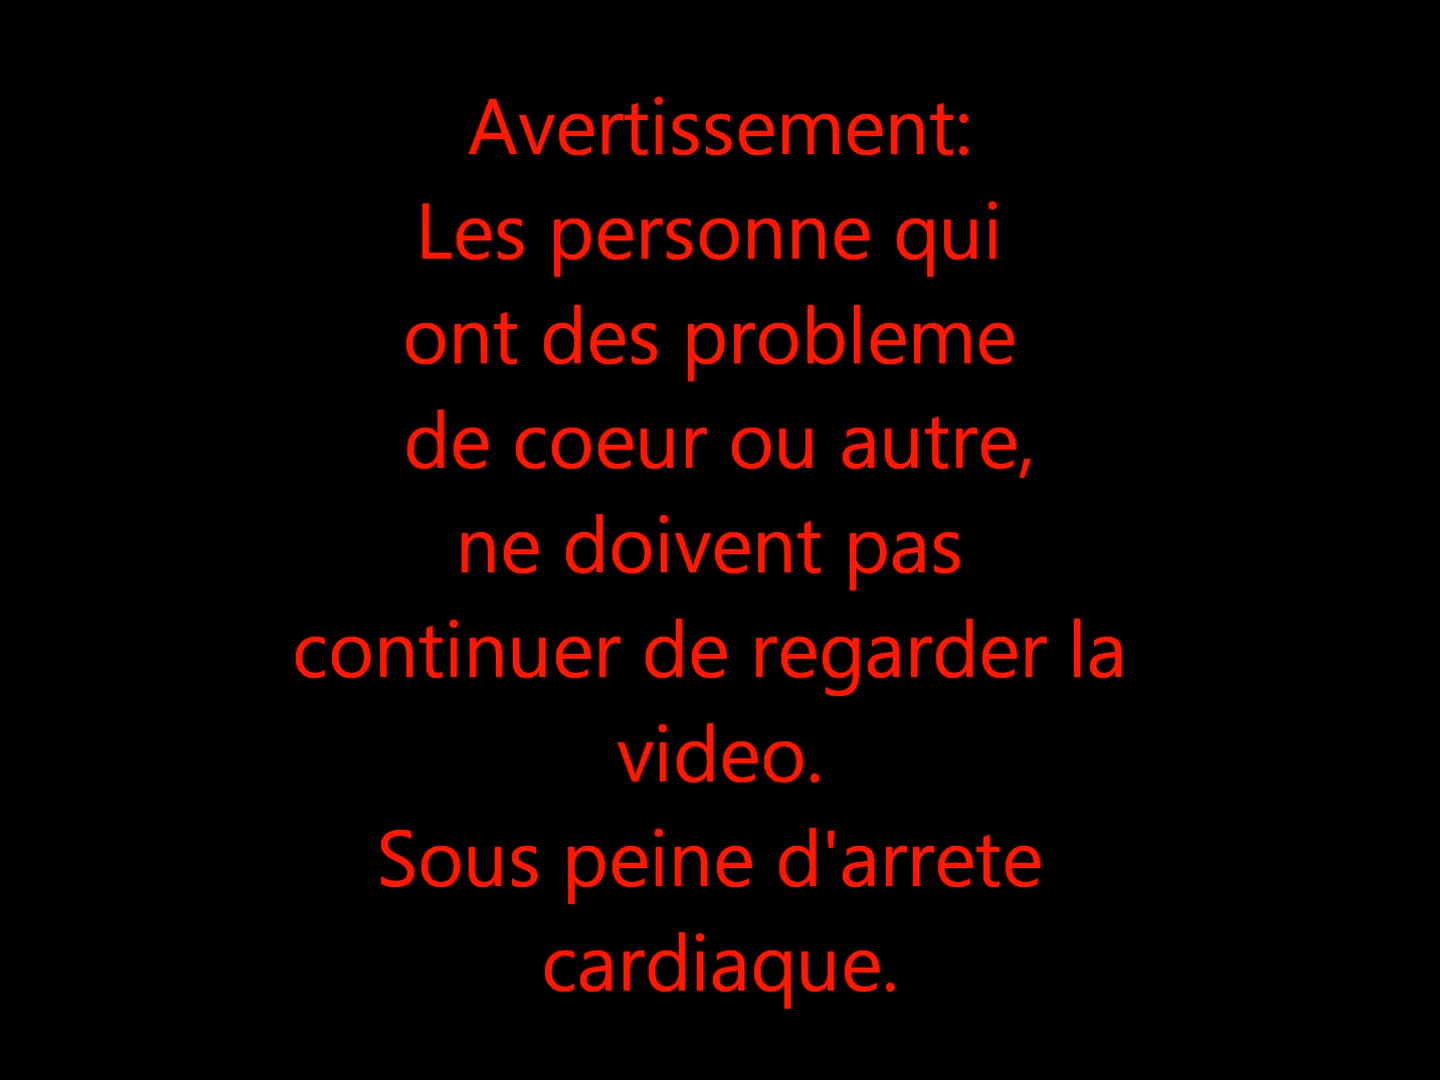 Avertissement:
Les personne qui
ont des probleme
de coeur ou autre,
ne doivent pas
continuer de regarder la
video.
Sous peine d'arrete
cardiaque.